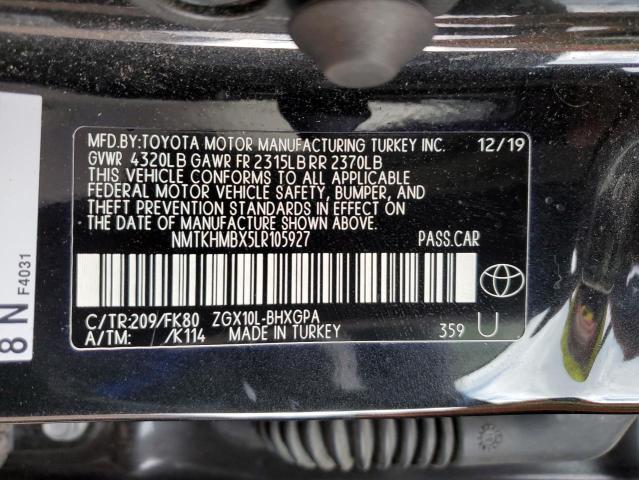 MFD.BY:TOYOTA MOTOR MANUFACTURING TURKEY INC. 12/19
GVWR 4320LB GAWR FR 2315LB RR 2370LB
THIS VEHICLE CONFORMS TO ALL APPLICABLE
FEDERAL MOTOR VEHICLE SAFETY, BUMPER, AND
THEFT PREVENTION STANDARDS IN EFFECT ON
THE DATE OF MANUFACTURE SHOWN ABOVE.
NMTKHMBX5LR105927 PASS.CAR
C/TR:209/FK80 ZGX10L-BHXGPA
A/TM: /K114 MADE IN TURKEY 359 U
8 N
F4031